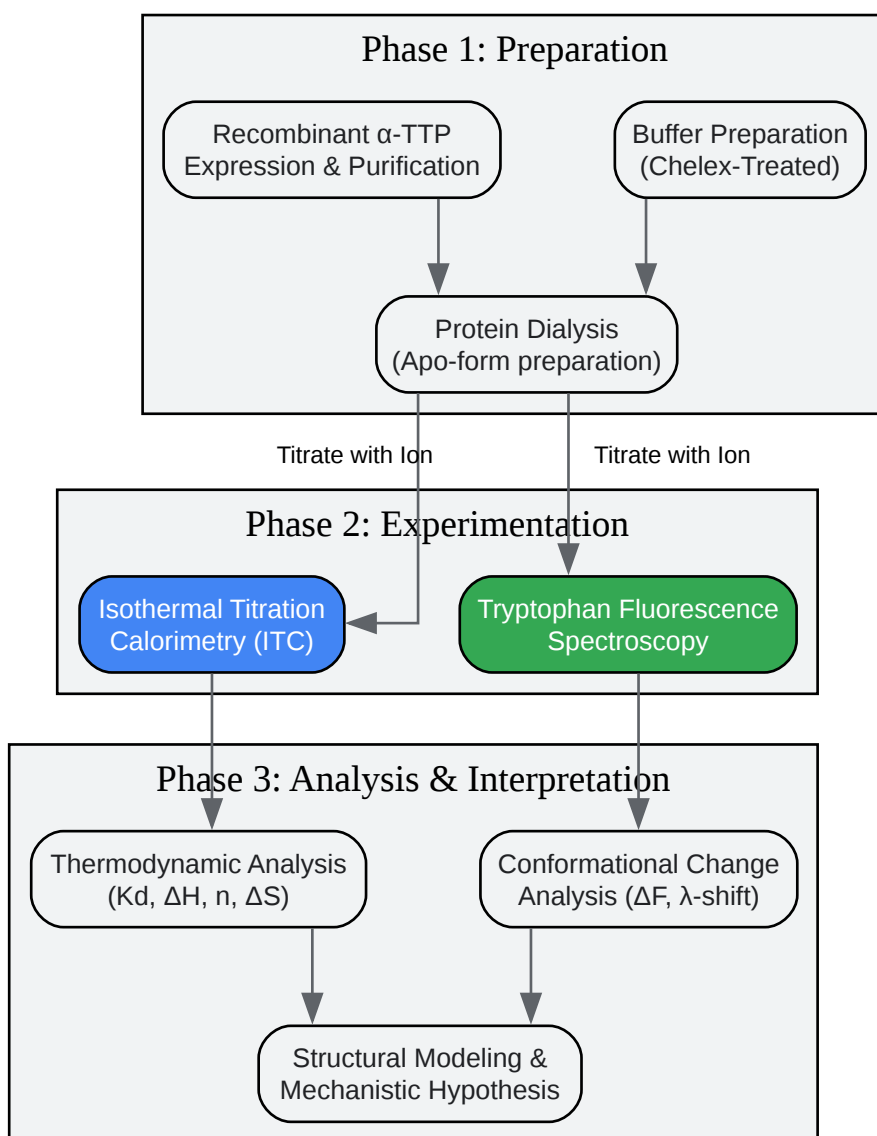 Phase 1: Preparation
Recombinant α-TTP
Expression & Purification
Buffer Preparation
(Chelex-Treated)
Protein Dialysis
(Apo-form preparation)
Titrate with Ion
Titrate with Ion
Phase 2: Experimentation
Isothermal Titration
Calorimetry (ITC)
Tryptophan Fluorescence
Spectroscopy
Phase 3: Analysis & Interpretation
Thermodynamic Analysis
(Kd, ΔH, n, ΔS)
Conformational Change
Analysis (ΔF, λ-shift)
Structural Modeling &
Mechanistic Hypothesis